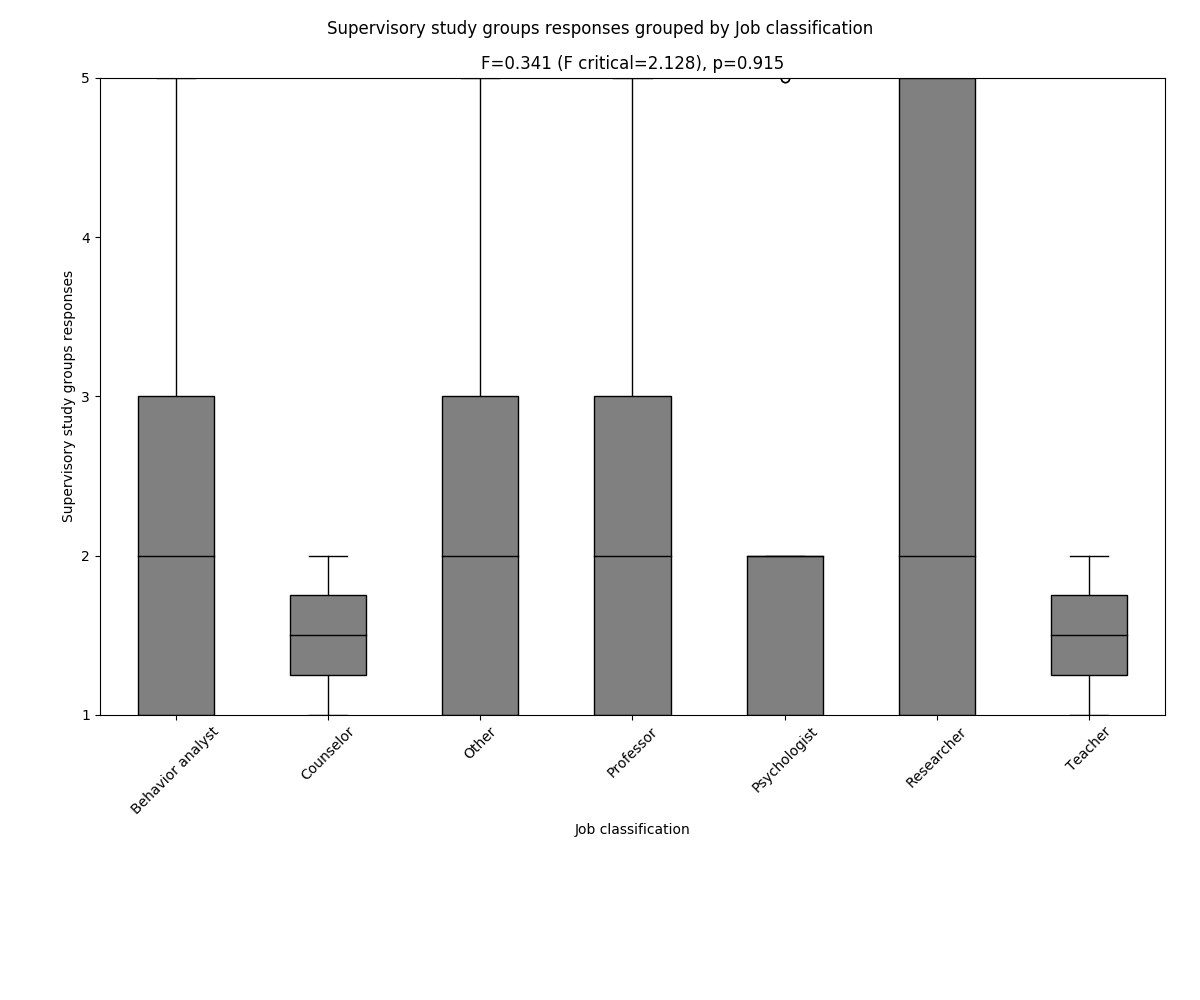 Supervisory study groups responses grouped by Job classification
F=0.341 (F critical=2.128), p=0.915
Supervisory study groups responses
5
4
3
2
1
Behavior analyst
Counselor
Other
Professor
Psychologist
Researcher
Teacher
Job classification